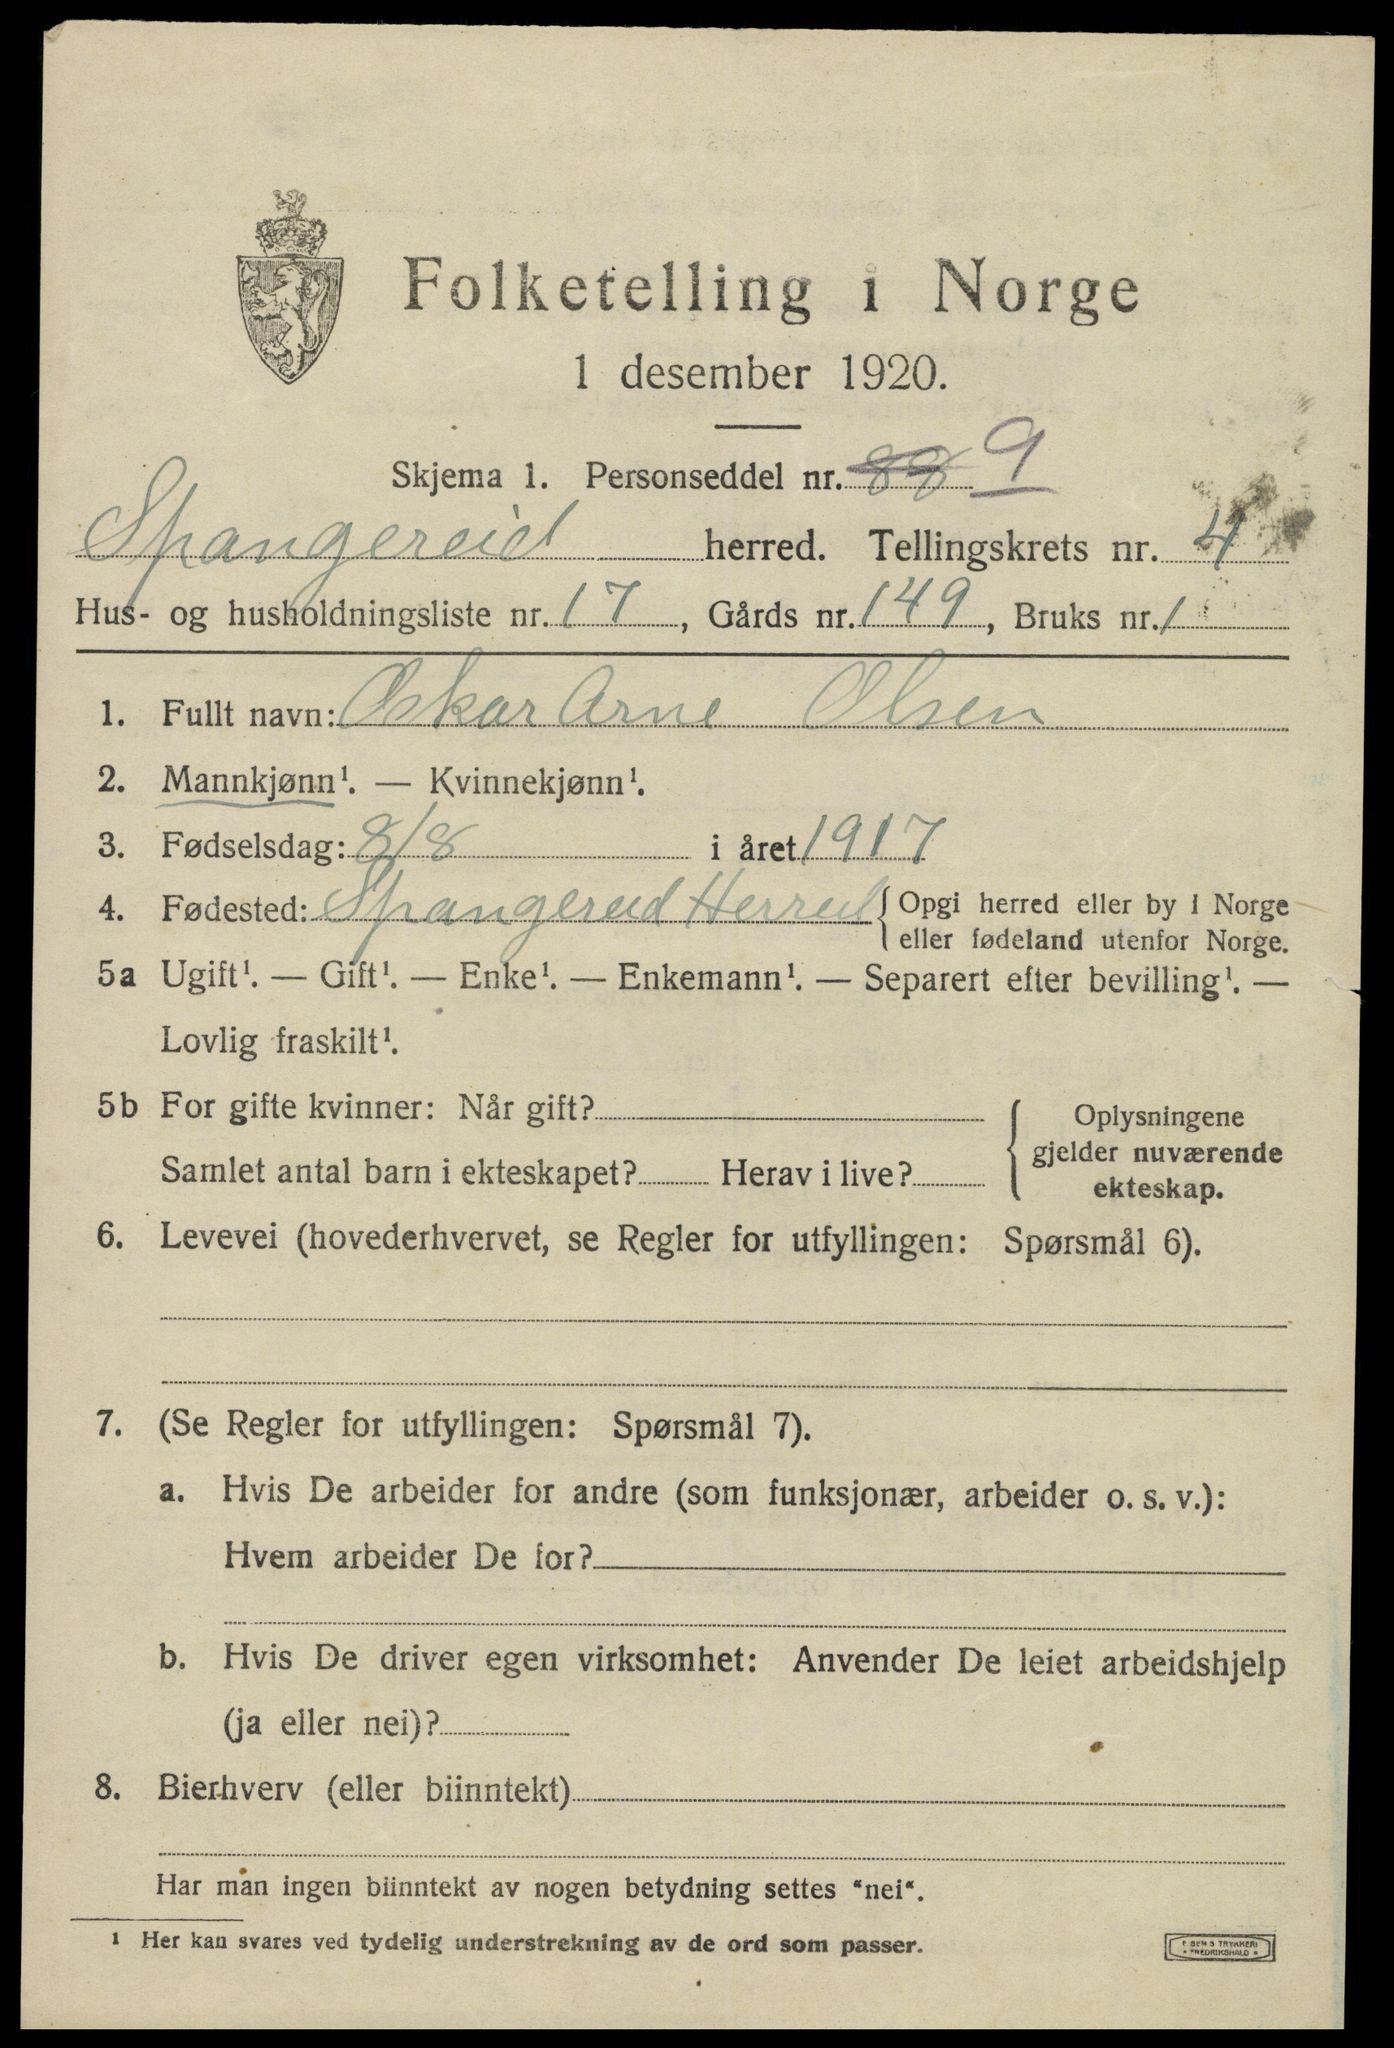 Folketelling i Norge
1 desember 1920.
Skjema 1. Personseddel nr. 88 9
Spangereid herred. Tellingskrets nr. 4
Hus- og husholdningsliste nr. 17, Gårds nr. 149, Bruks nr. 1
1. Fullt navn: Oskar Arne Olsen
2. Mannkjønn¹. — Kvinnekjønn¹.
3. Fødselsdag: 8/8 i året 1917
4. Fødested: Spangereid Herred { Opgi herred eller by i Norge
eller fødeland utenfor Norge.
5a Ugift¹. — Gift¹. — Enke¹. — Enkemann¹. — Separert efter bevilling¹. —
Lovlig fraskilt¹.
5b For gifte kvinner: Når gift?
Samlet antal barn i ekteskapet? Herav i live?
{ Oplysningene
gjelder nuværende
ekteskap.
6. Levevei (hovederhvervet, se Regler for utfyllingen: Spørsmål 6).
7. (Se Regler for utfyllingen: Spørsmål 7).
a. Hvis De arbeider for andre (som funksjonær, arbeider o. s. v.):
Hvem arbeider De for?
b. Hvis De driver egen virksomhet: Anvender De leiet arbeidshjelp
(ja eller nei)?
8. Bierhverv (eller biinntekt)
Har man ingen biinntekt av nogen betydning settes "nei".
¹ Her kan svares ved tydelig understrekning av de ord som passer.
TRYKKERI
FREDRIKSHALD